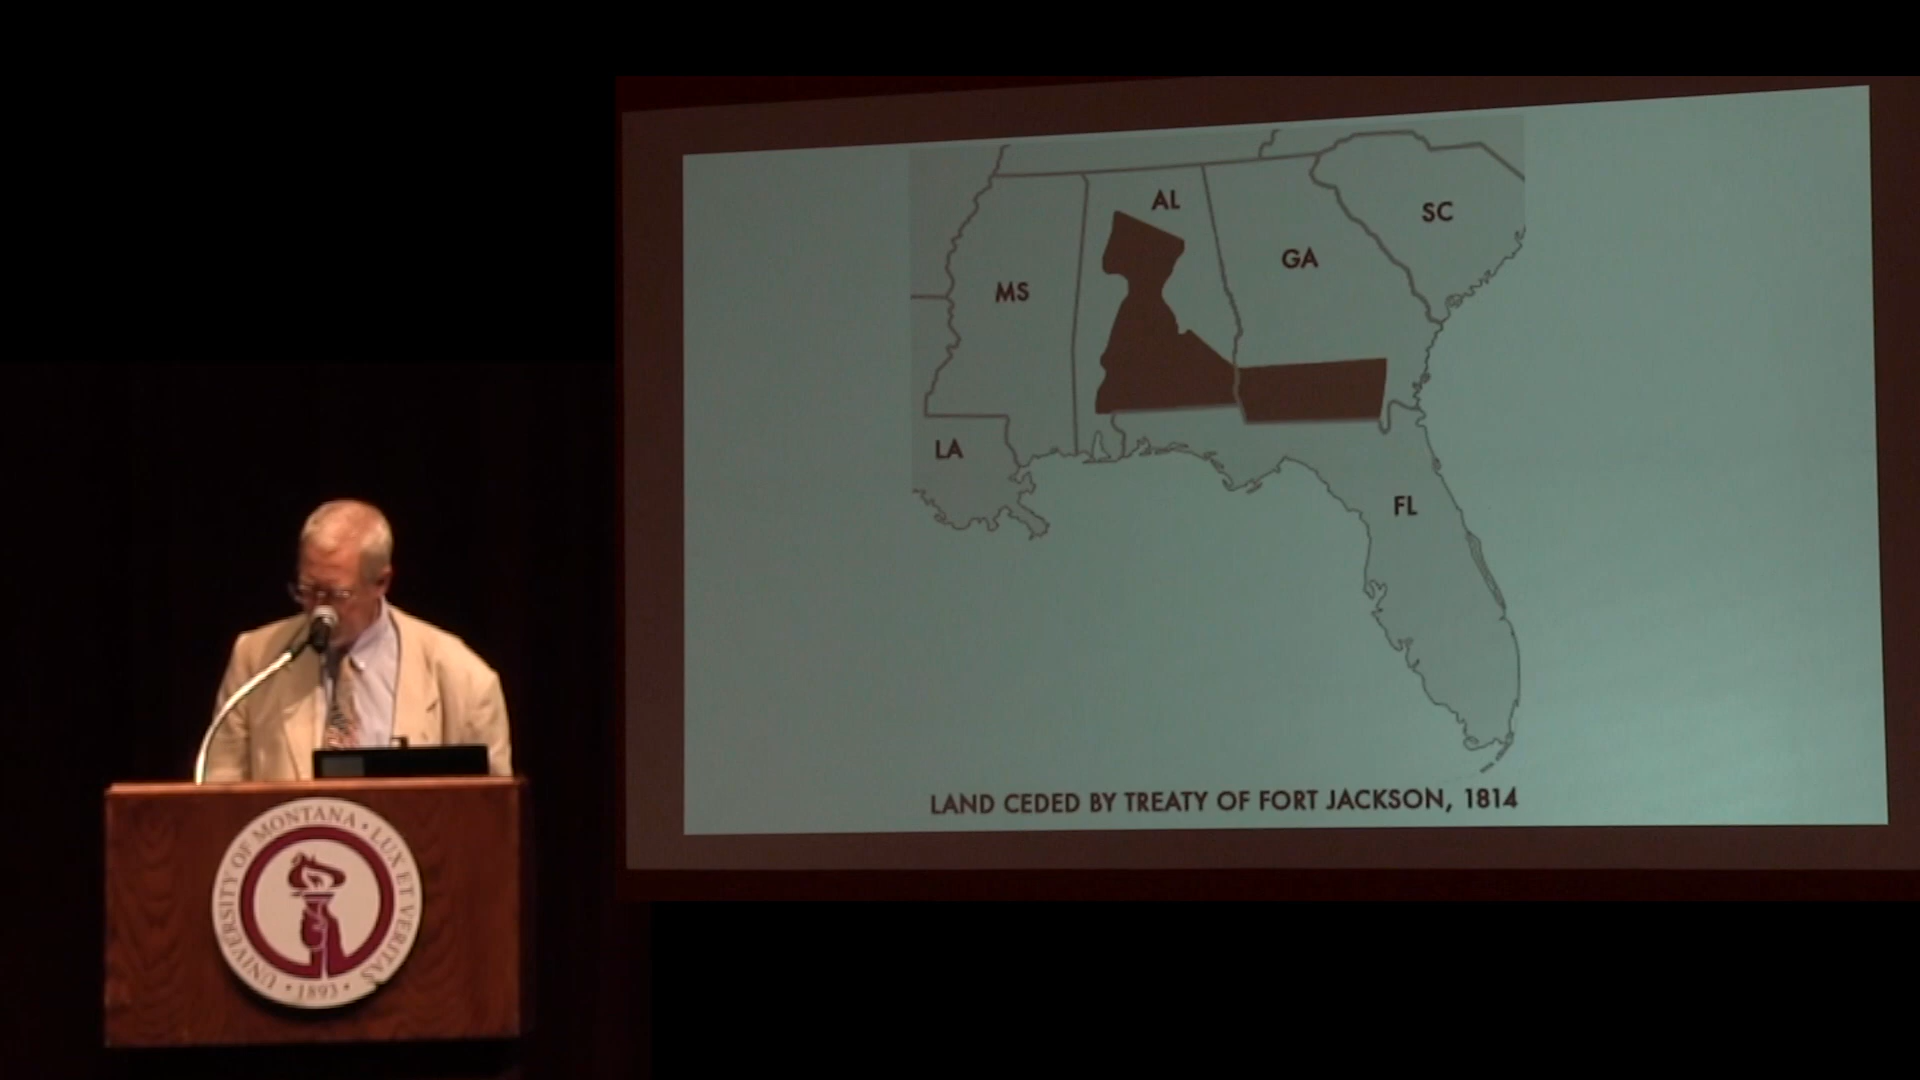 AL
SC
GA
MS
LA
FL
LAND CEDED BY TREATY OF FORT JACKSON, 1814
UNIVERSITY OF MONTANA • LUX ET VERITAS
• 1893 •